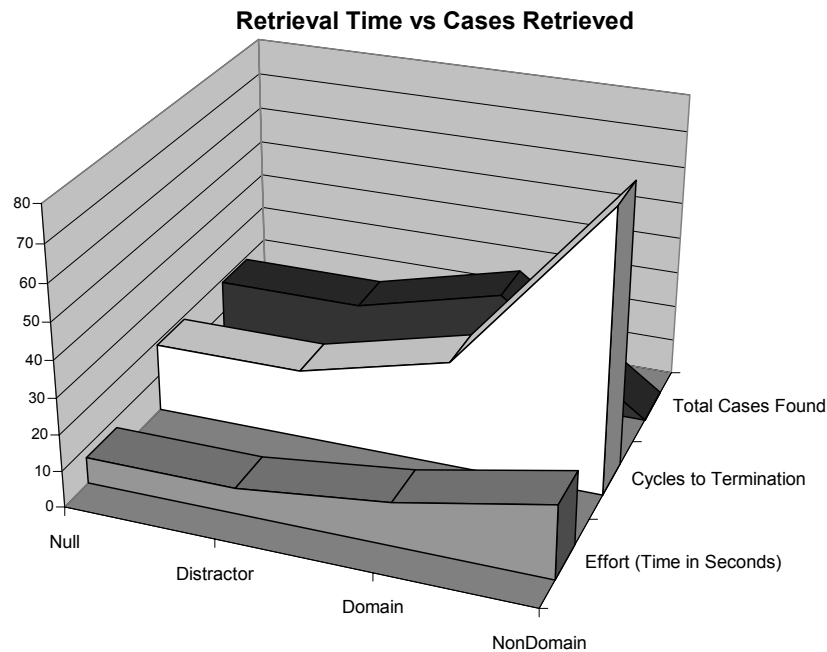 Retrieval Time vs Cases Retrieved
80
70
60
50
40
30
20
10
0
Null
Distractor
Domain
NonDomain
Total Cases Found
Cycles to Termination
Effort (Time in Seconds)